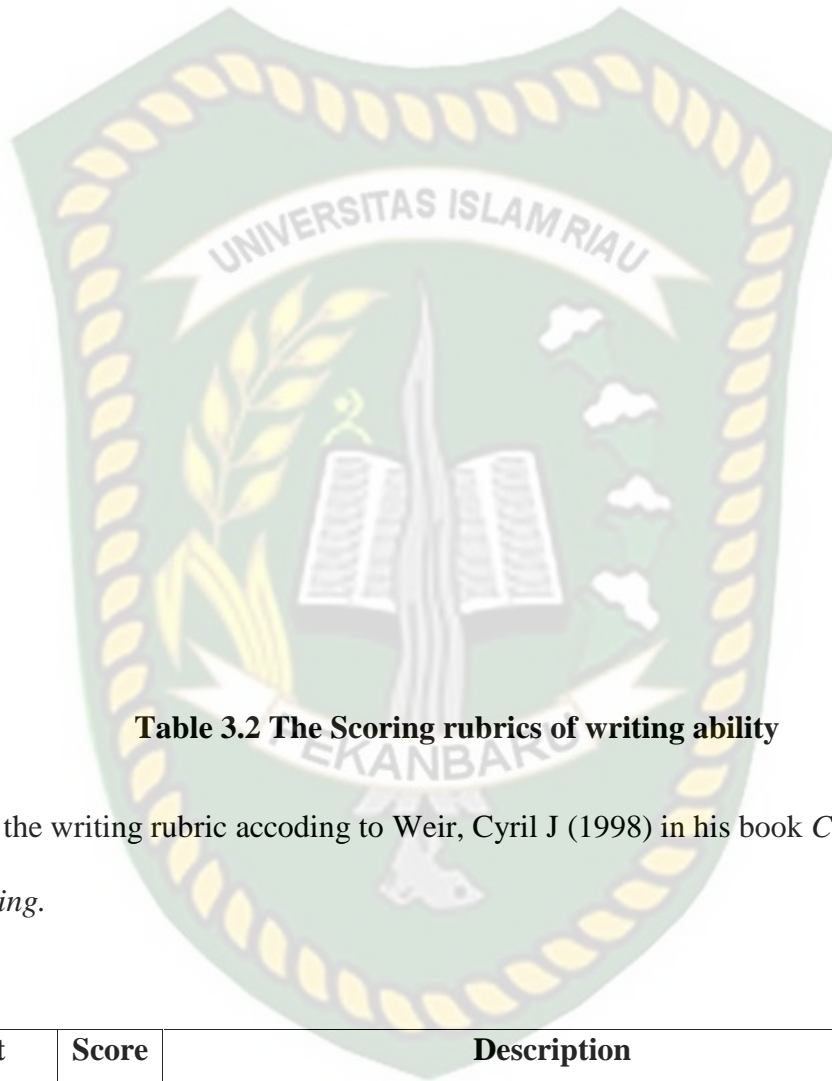 UNIVERSITAS ISLAM RIAU
Table 3.2 The Scoring rubrics of writing ability
PEKANBARU
the writing rubric accoding to Weir, Cyril J (1998) in his book C
ing.
t Score Description